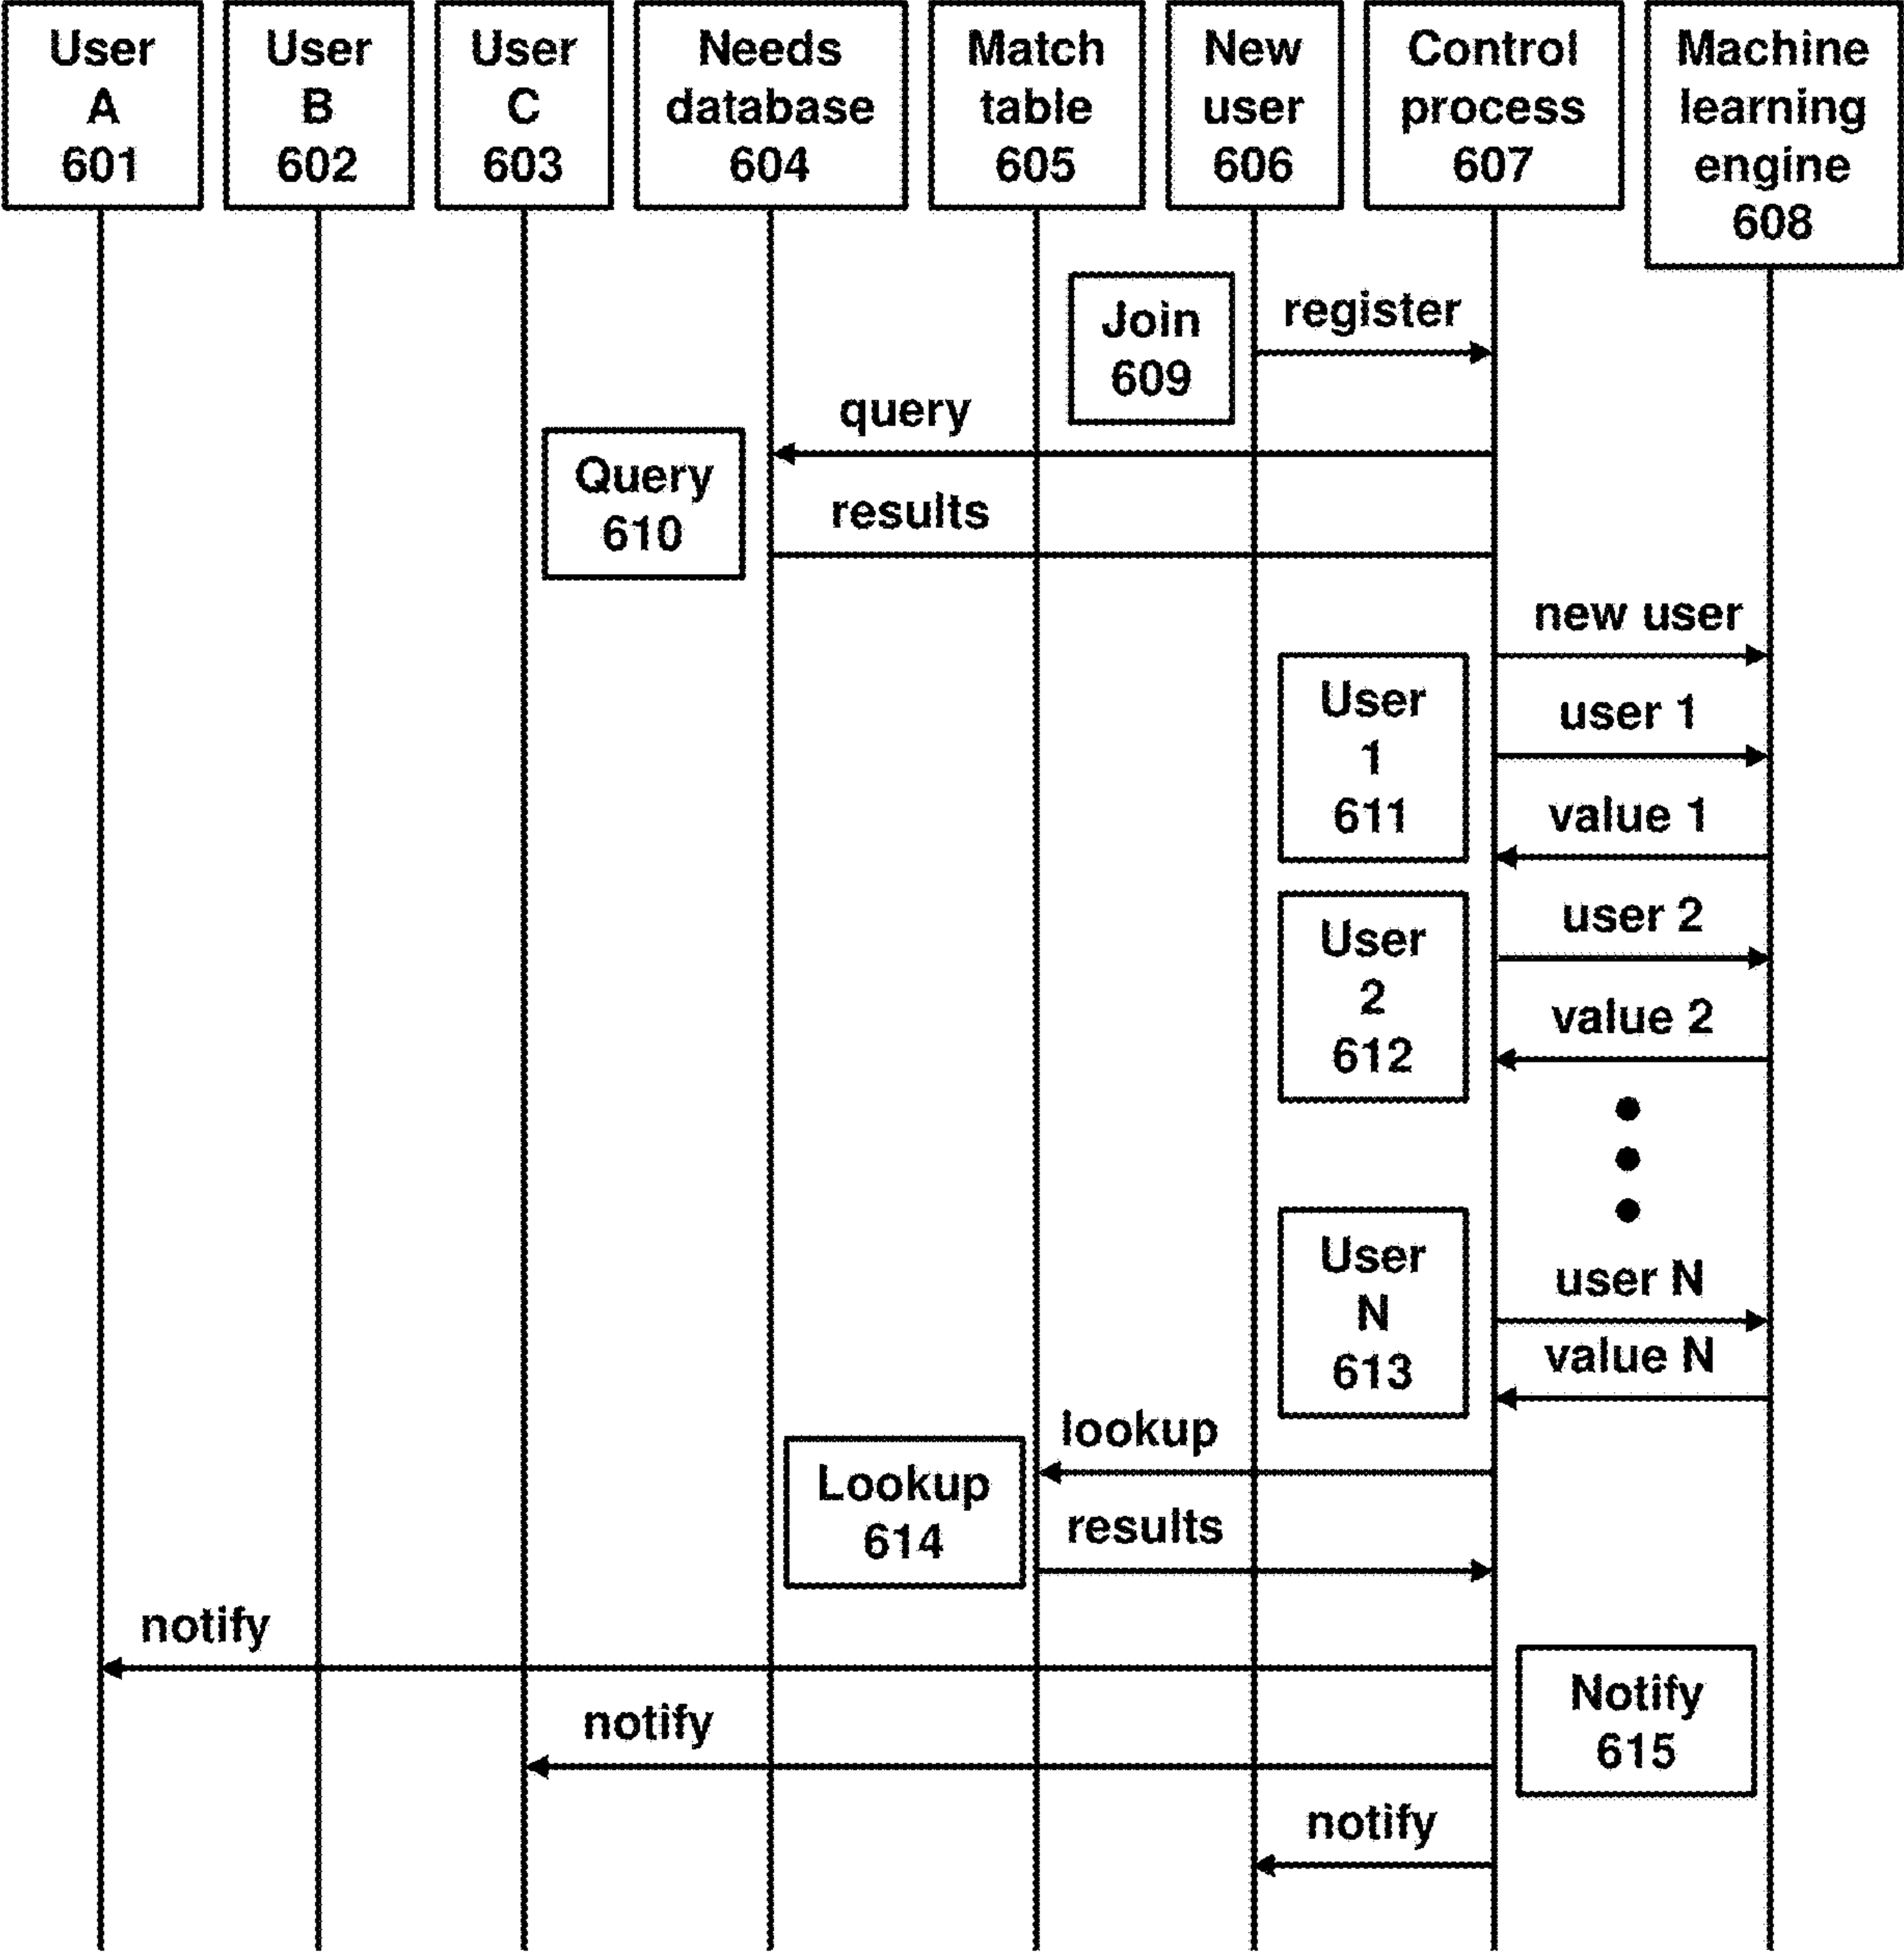 User
A
601
User
B
602
User
C
603
Needs
database
604
Match
table
605
New
user
606
Control
process
607
Machine
learning
engine
608
Join
609
register
query
Query
610
results
new user
User
1
611
user 1
value 1
User
2
612
user 2
value 2
User
N
613
user N
value N
lookup
Lookup
614
results
notify
Notify
615
notify
notify